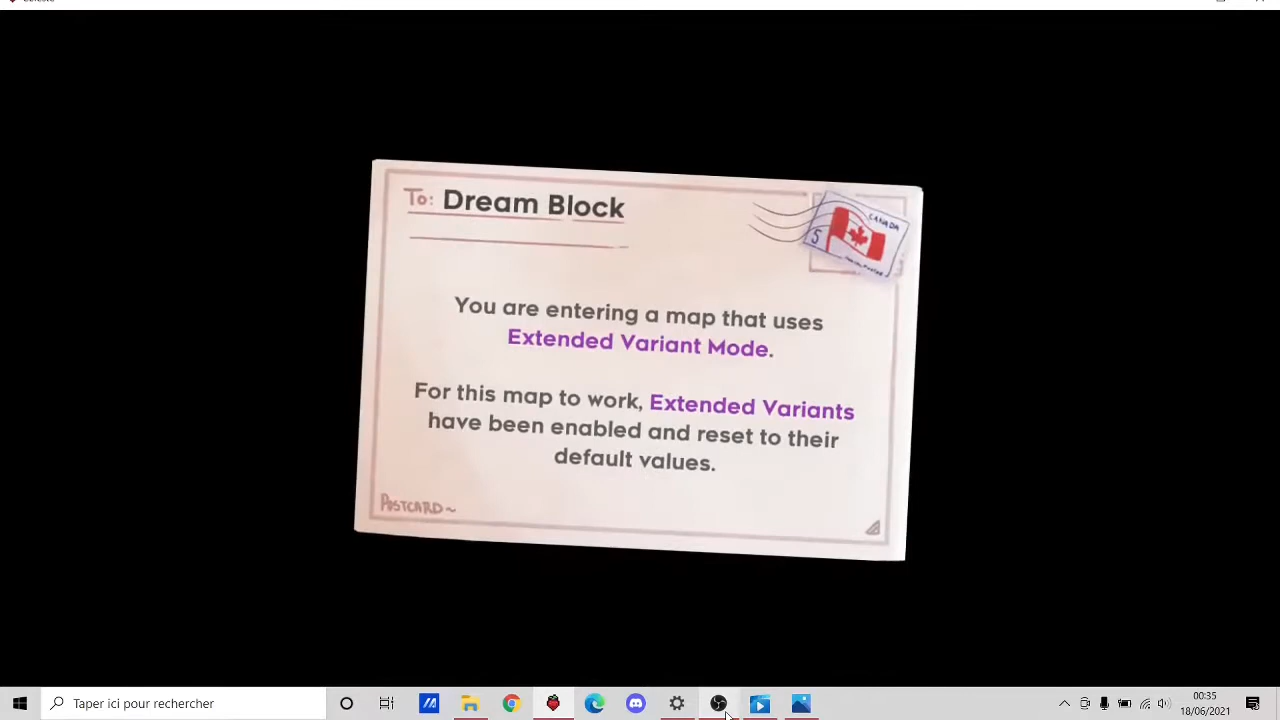 To: Dream Block
CANADA
5
You are entering a map that uses
Extended Variant Mode.
For this map to work, Extended Variants
have been enabled and reset to their
default values.
POSTCARD~
Taper ici pour rechercher
00:35
18/06/2021